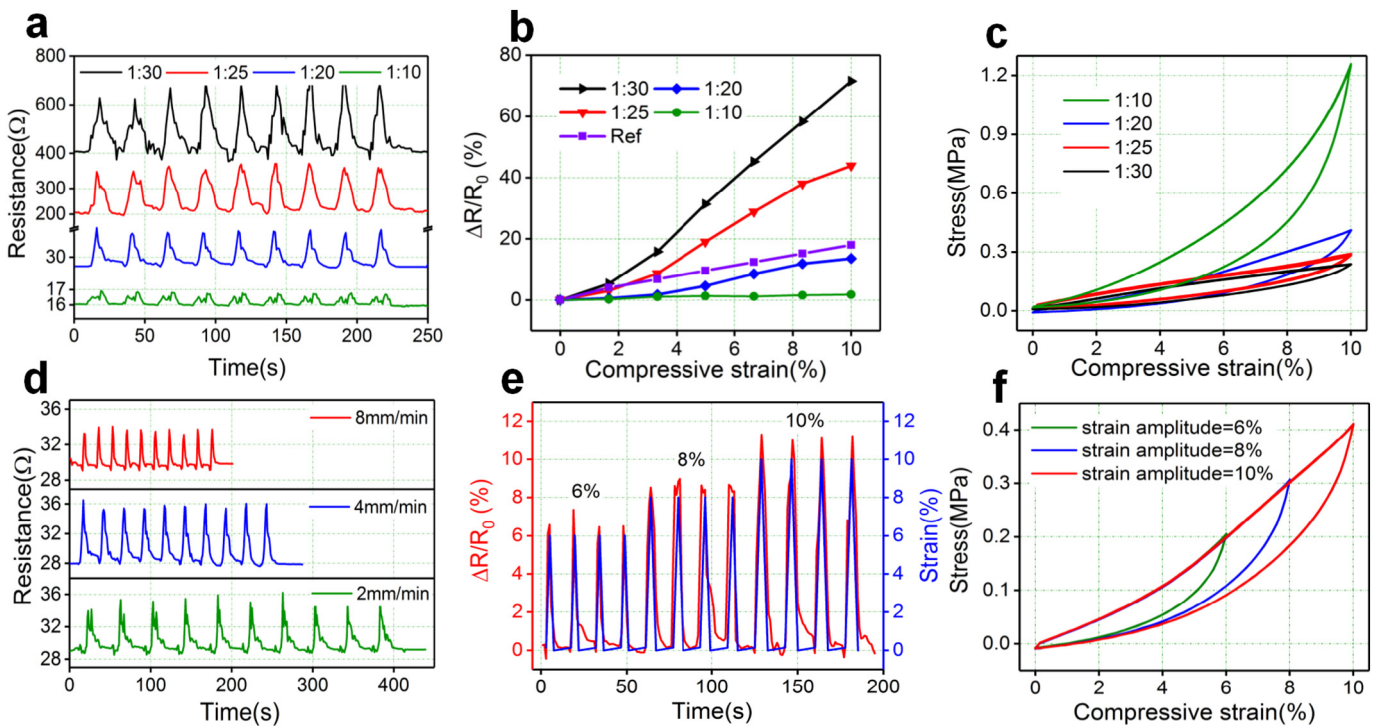 a
800
600
400
300
200
30
17
16
0 50 100 150 200 250
1:30 1:25 1:20 1:10
Resistance(Ω)
Time(s)
b
80
60
40
20
0
0 2 4 6 8 10
1:30 1:20
1:25 1:10
Ref
ΔR/R0 (%)
Compressive strain(%)
c
1.2
0.9
0.6
0.3
0.0
0 2 4 6 8 10
1:10
1:20
1:25
1:30
Stress(MPa)
Compressive strain(%)
d
36
32
28
8mm/min
36
32
28
4mm/min
36
32
28
2mm/min
0 100 200 300 400
Resistance(Ω)
Time(s)
e
12
10
8
6
4
2
0
12
10
8
6
4
2
0
6%
8%
10%
0 50 100 150 200
ΔR/R0 (%)
Strain(%)
Time(s)
f
0.4
0.3
0.2
0.1
0.0
0 2 4 6 8 10
strain amplitude=6%
strain amplitude=8%
strain amplitude=10%
Stress(MPa)
Compressive strain(%)